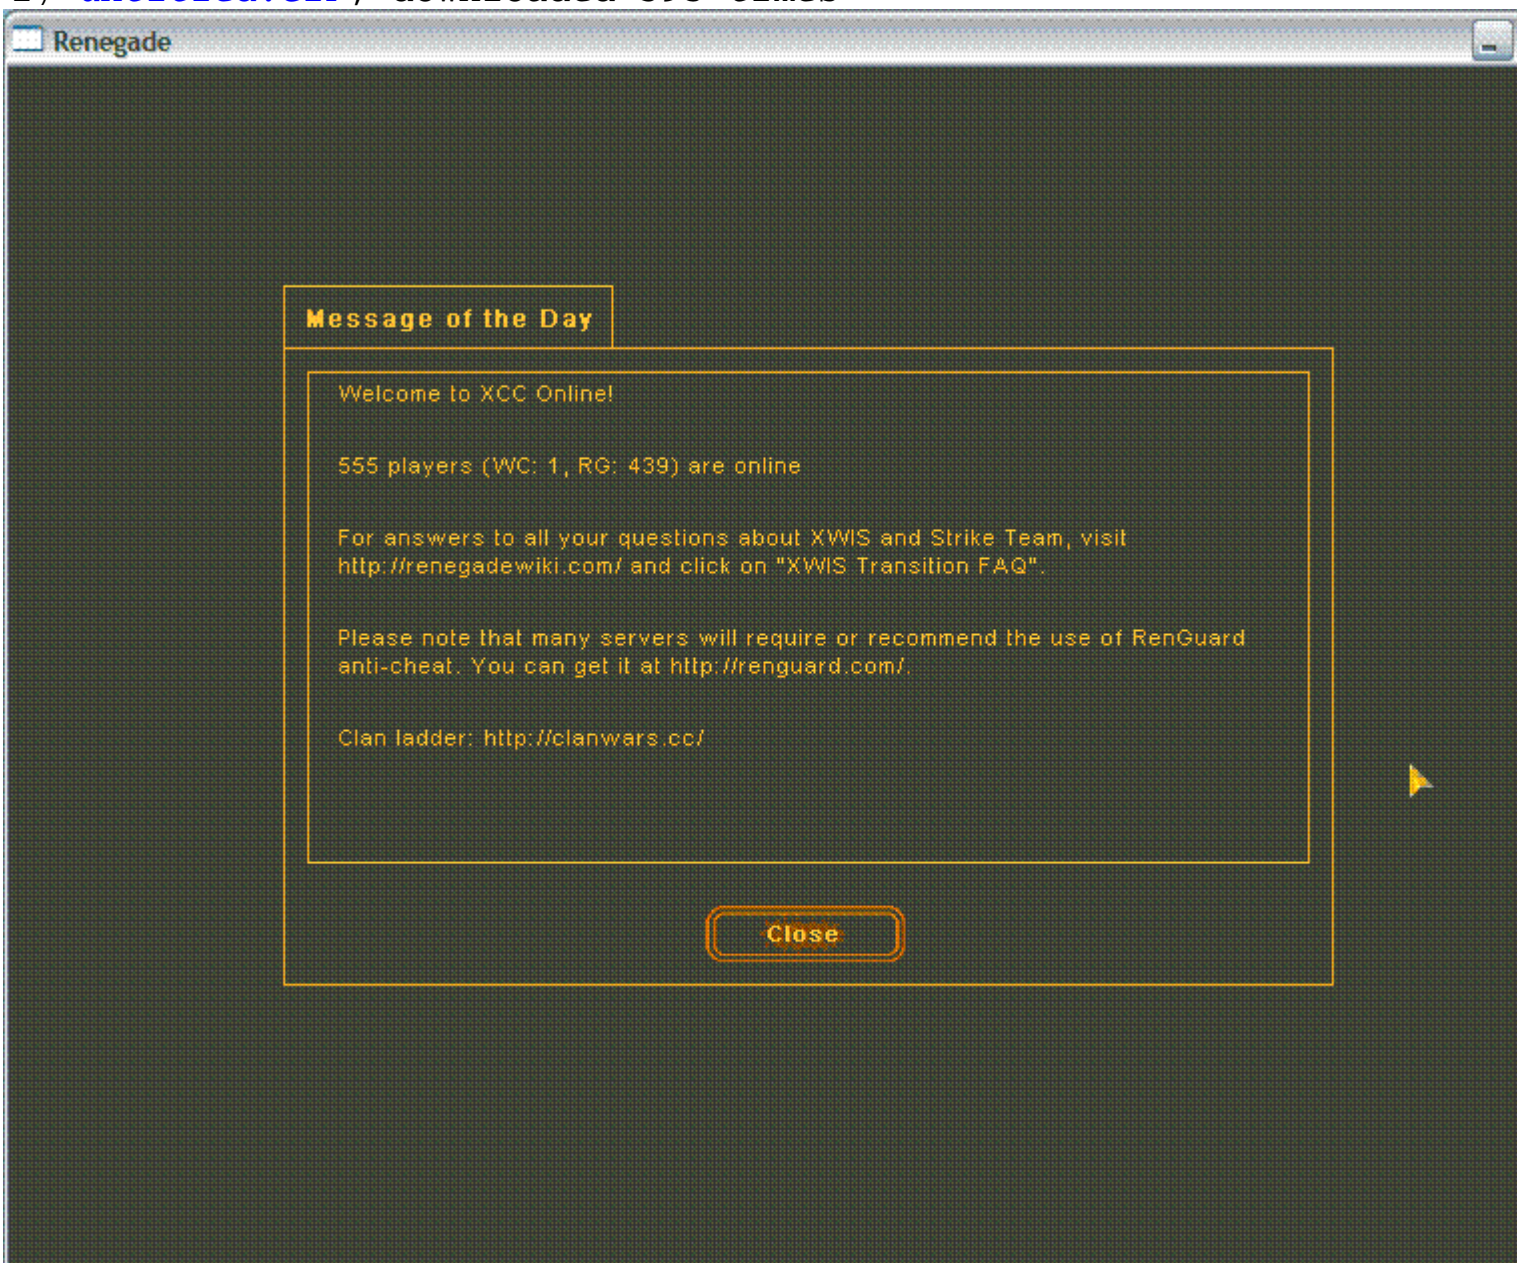 Renegade
Message of the Day
Welcome to XCC Online!
555 players (WC: 1, RG: 439) are online
For answers to all your questions about XWIS and Strike Team, visit
http://renegadewiki.com/ and click on "XWIS Transition FAQ".
Please note that many servers will require or recommend the use of RenGuard
anti-cheat. You can get it at http://renguard.com/.
Clan ladder: http://clanwars.cc/
Close